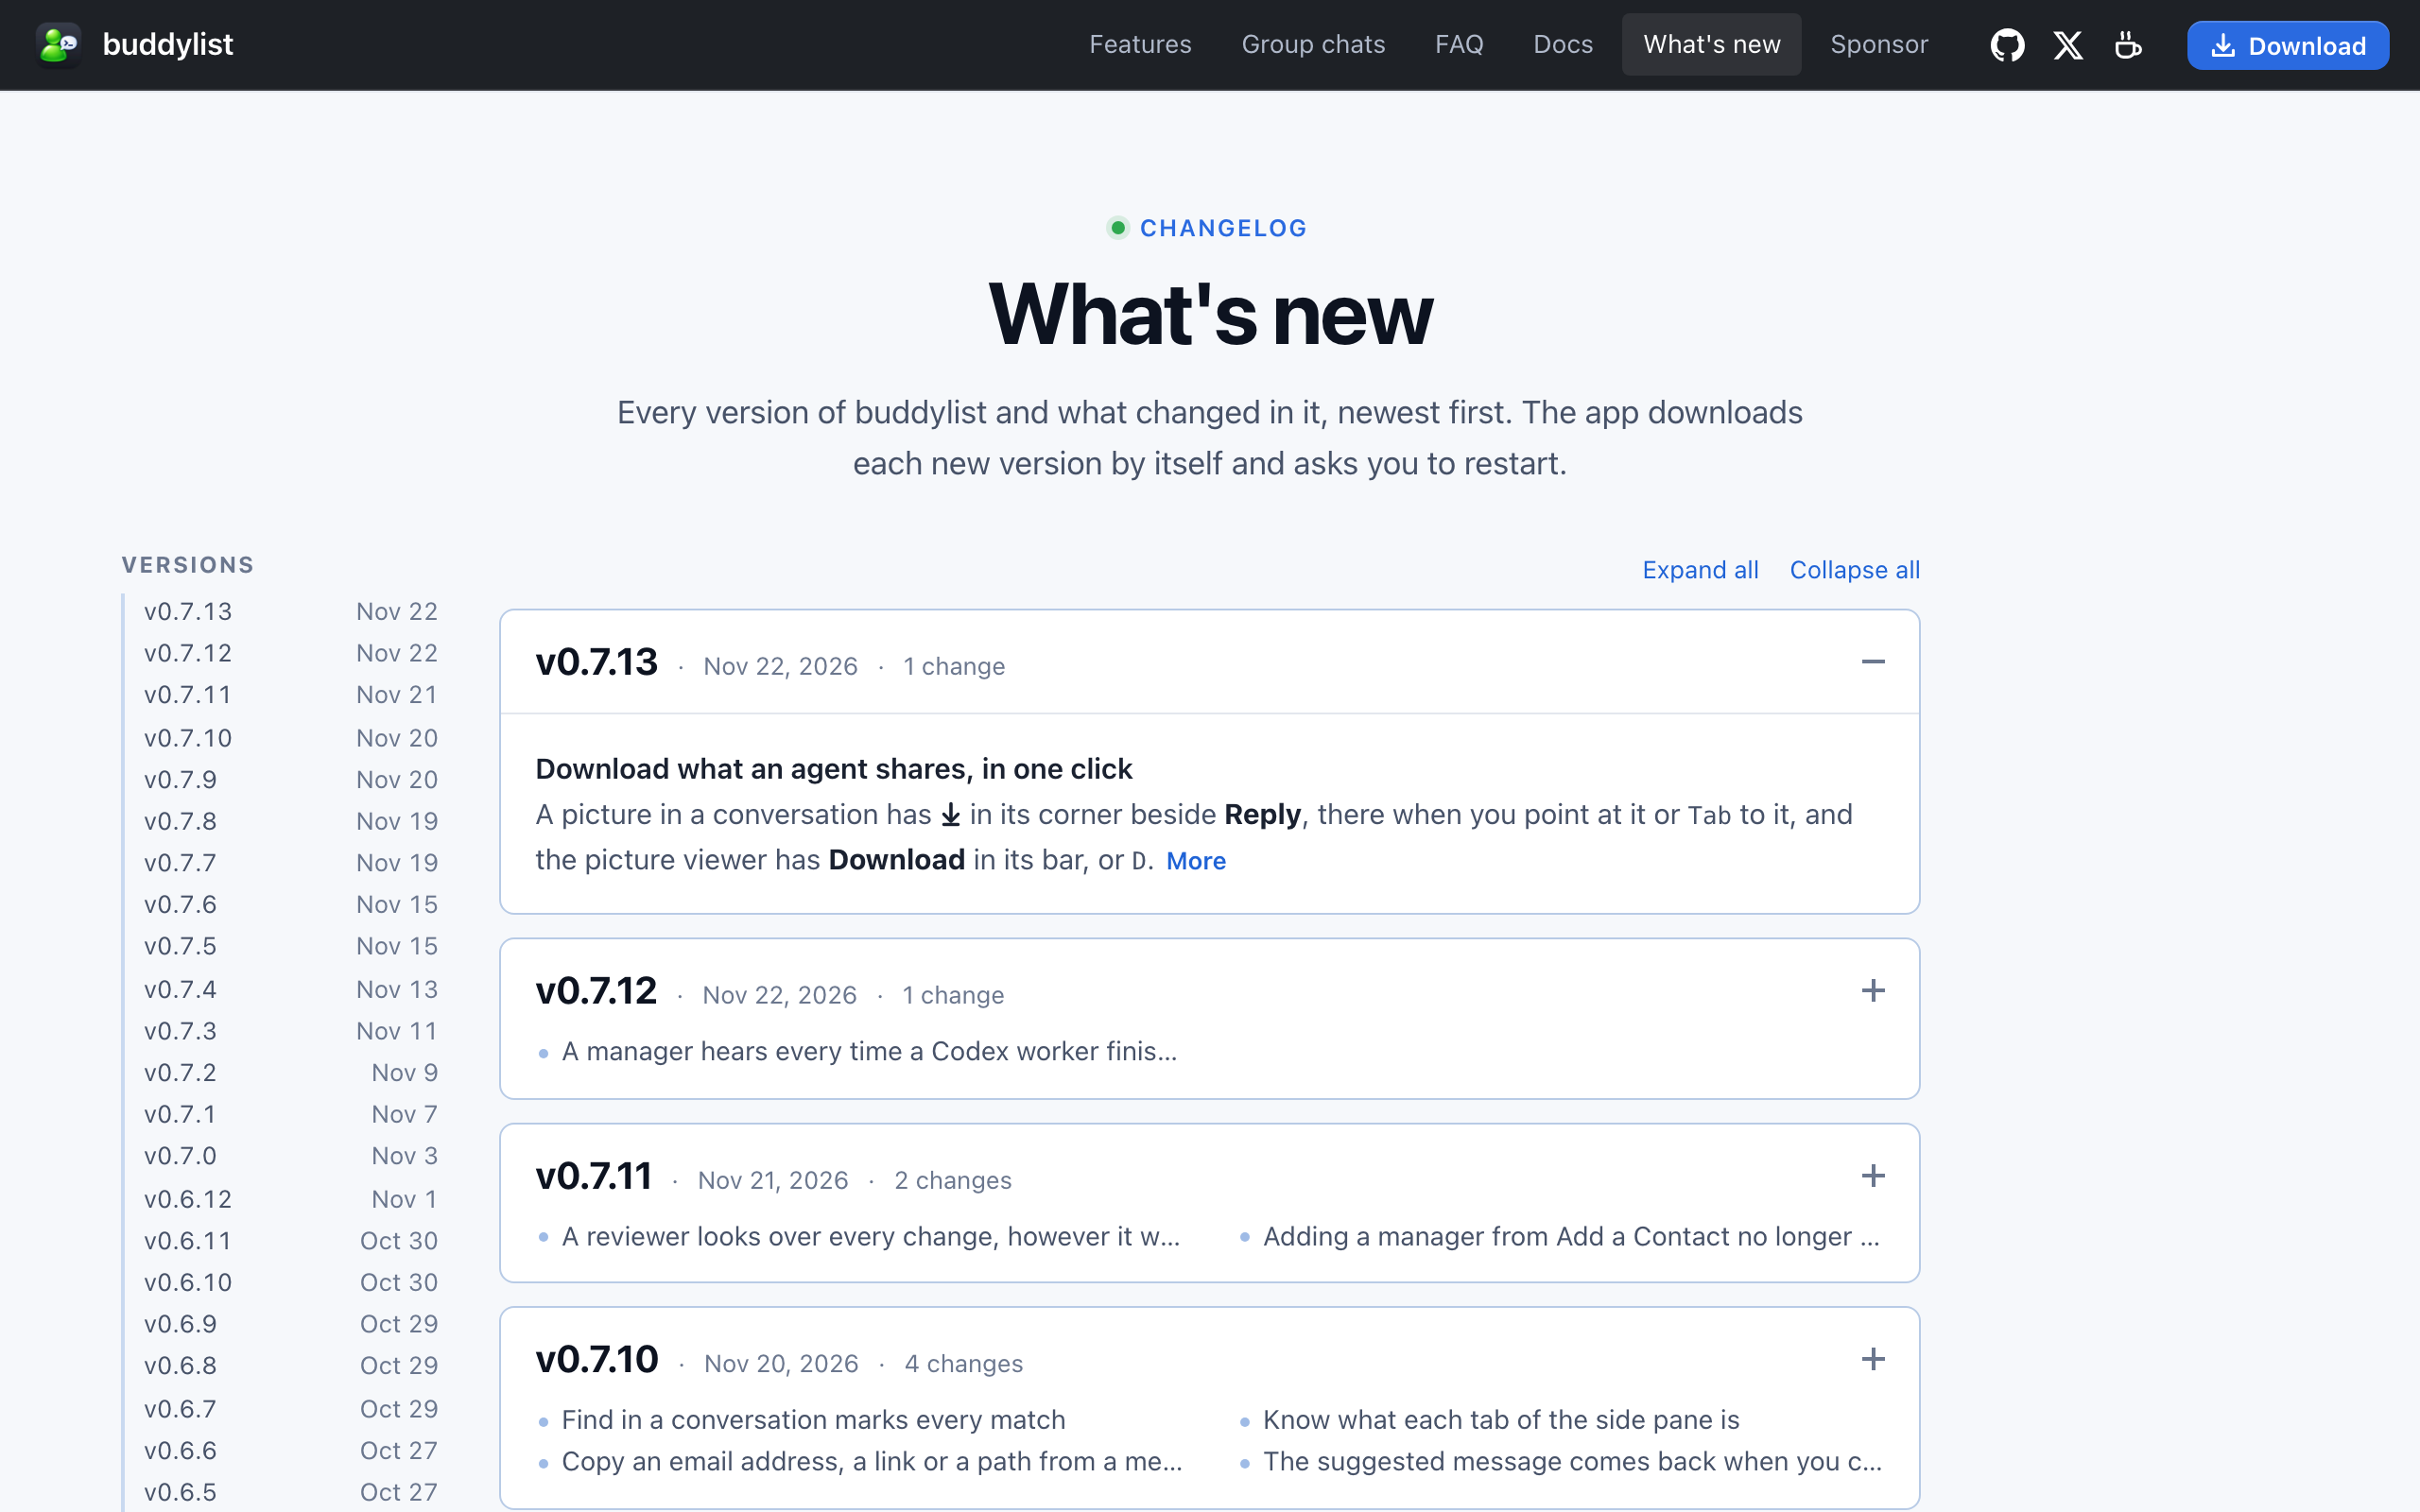 buddylist
Features
Group chats
FAQ
Docs
What's new
Sponsor
Download
CHANGELOG
What's new
Every version of buddylist and what changed in it, newest first. The app downloads
each new version by itself and asks you to restart.
VERSIONS
v0.7.13 Nov 22
v0.7.12 Nov 22
v0.7.11 Nov 21
v0.7.10 Nov 20
v0.7.9 Nov 20
v0.7.8 Nov 19
v0.7.7 Nov 19
v0.7.6 Nov 15
v0.7.5 Nov 15
v0.7.4 Nov 13
v0.7.3 Nov 11
v0.7.2 Nov 9
v0.7.1 Nov 7
v0.7.0 Nov 3
v0.6.12 Nov 1
v0.6.11 Oct 30
v0.6.10 Oct 30
v0.6.9 Oct 29
v0.6.8 Oct 29
v0.6.7 Oct 29
v0.6.6 Oct 27
v0.6.5 Oct 27
Expand all Collapse all
v0.7.13 · Nov 22, 2026 · 1 change
Download what an agent shares, in one click
A picture in a conversation has ↓ in its corner beside Reply, there when you point at it or Tab to it, and
the picture viewer has Download in its bar, or D. More
v0.7.12 · Nov 22, 2026 · 1 change
A manager hears every time a Codex worker finis...
v0.7.11 · Nov 21, 2026 · 2 changes
A reviewer looks over every change, however it w...
Adding a manager from Add a Contact no longer ...
v0.7.10 · Nov 20, 2026 · 4 changes
Find in a conversation marks every match
Know what each tab of the side pane is
Copy an email address, a link or a path from a me...
The suggested message comes back when you c...